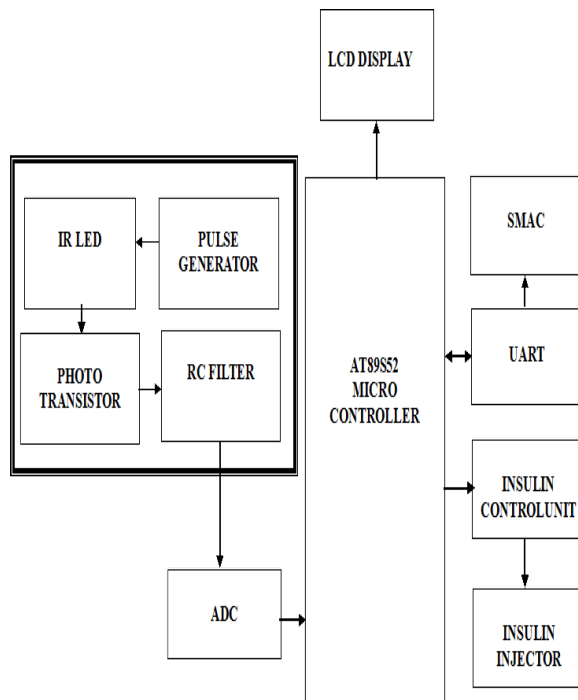 LCD DISPLAY
IR LED
PULSE
GENERATOR
PHOTO
TRANSISTOR
RC FILTER
ADC
AT89S52
MICRO
CONTROLLER
SMAC
UART
INSULIN
CONTROLUNIT
INSULIN
INJECTOR